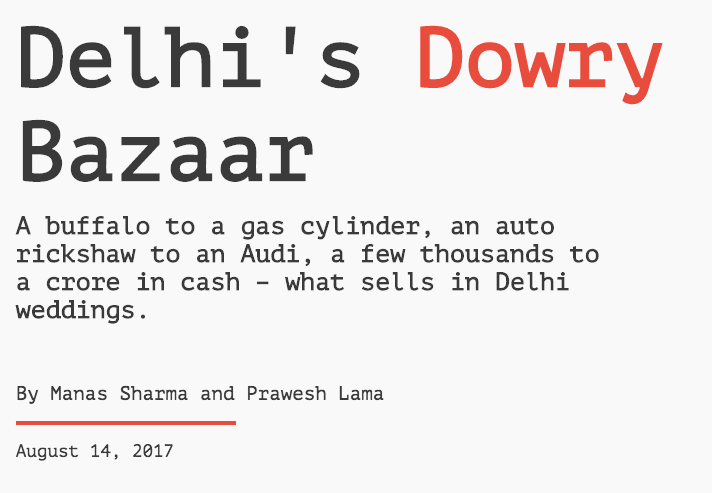 Delhi's Dowry
Bazaar
A buffalo to a gas cylinder, an auto
rickshaw to an Audi, a few thousands to
a crore in cash – what sells in Delhi
weddings.
By Manas Sharma and Prawesh Lama
August 14, 2017